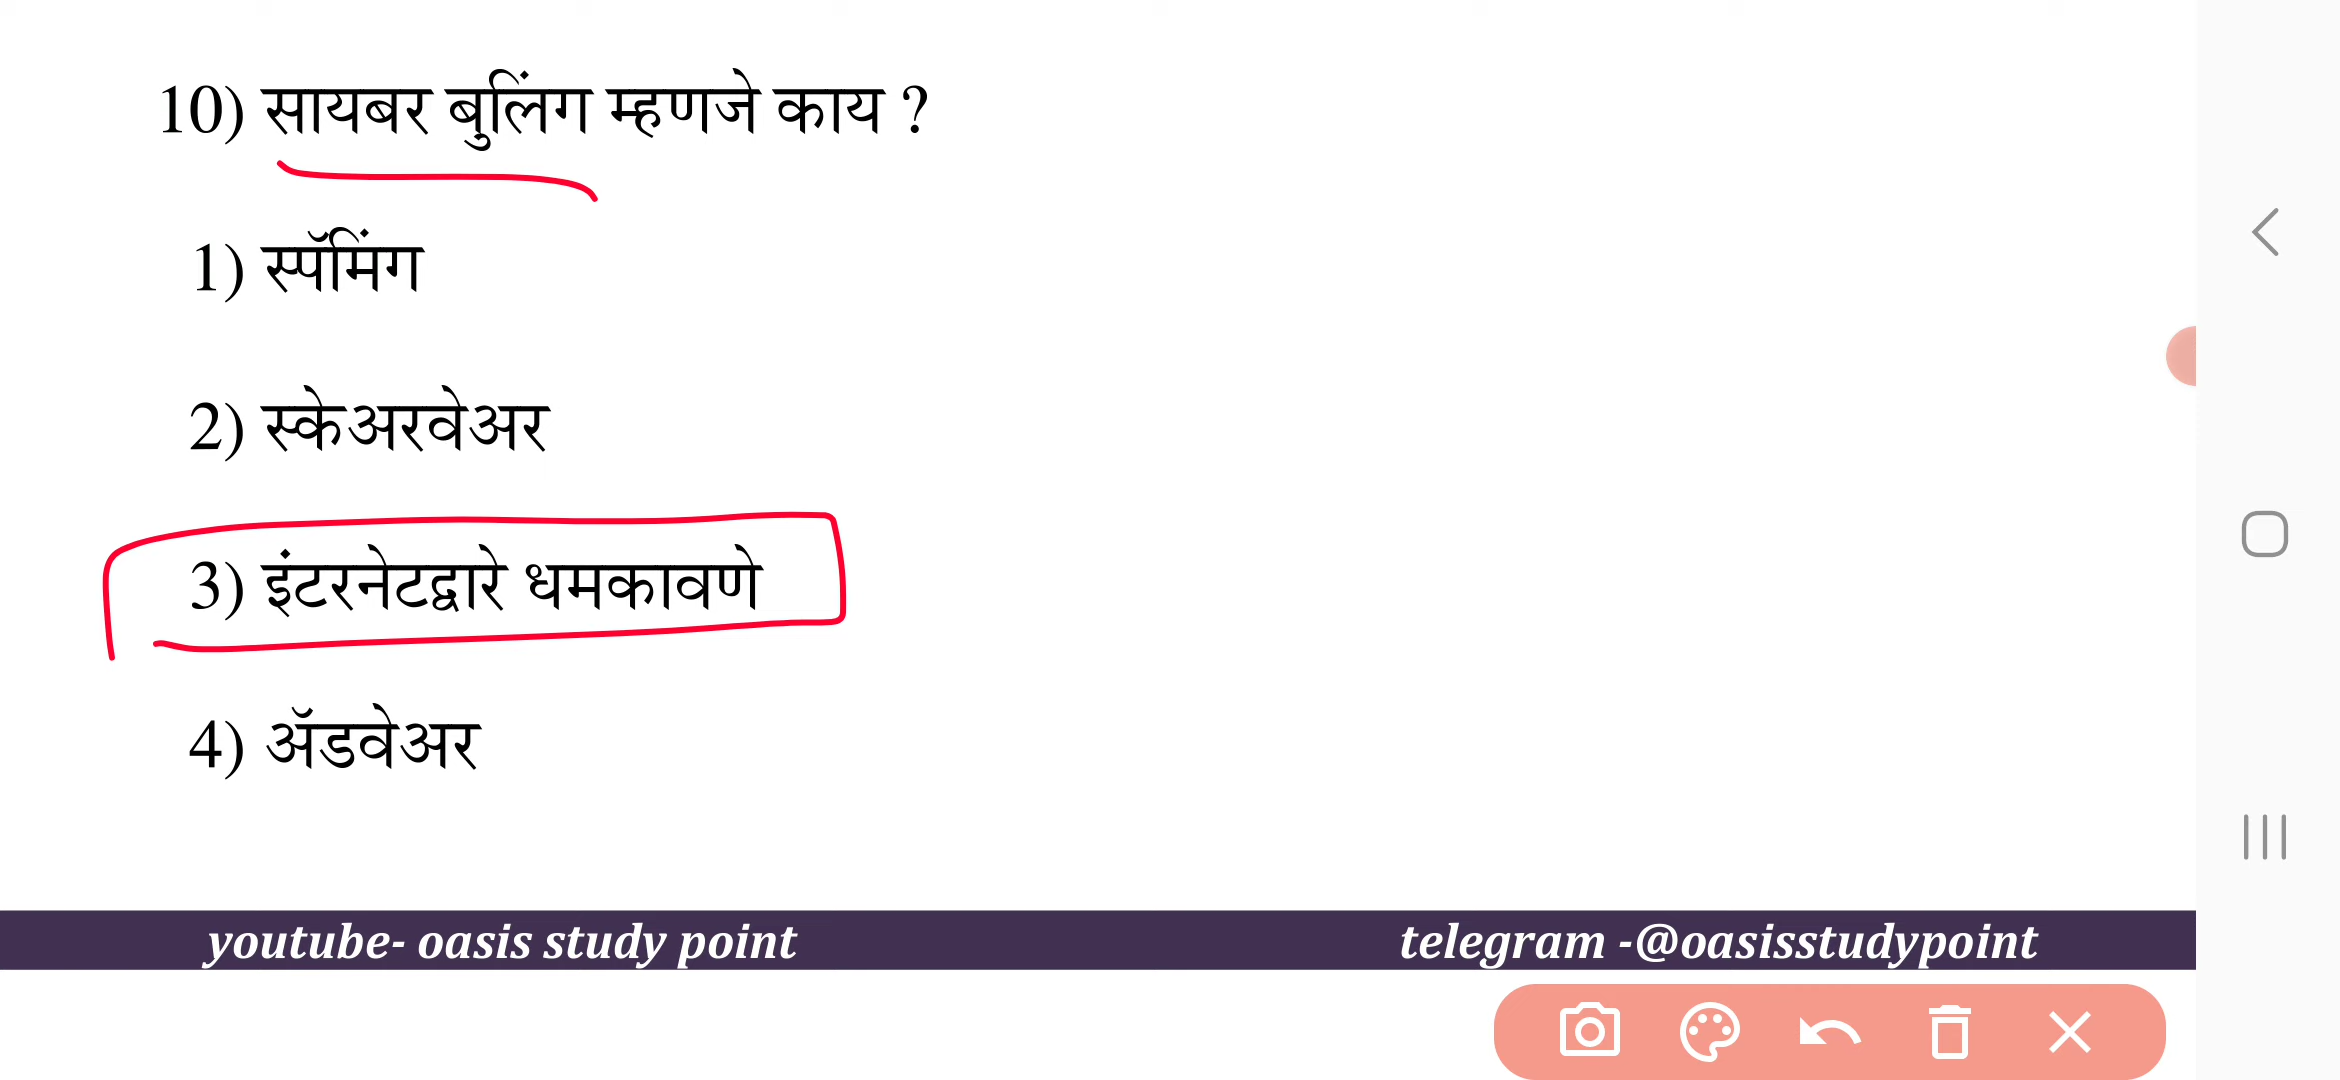 10) सायबर बुलिंग म्हणजे काय ?
1) स्पॅमिंग
2) स्केअरवेअर
3) इंटरनेटद्वारे धमकावणे
4) ॲडवेअर
youtube- oasis study point
telegram -@oasisstudypoint